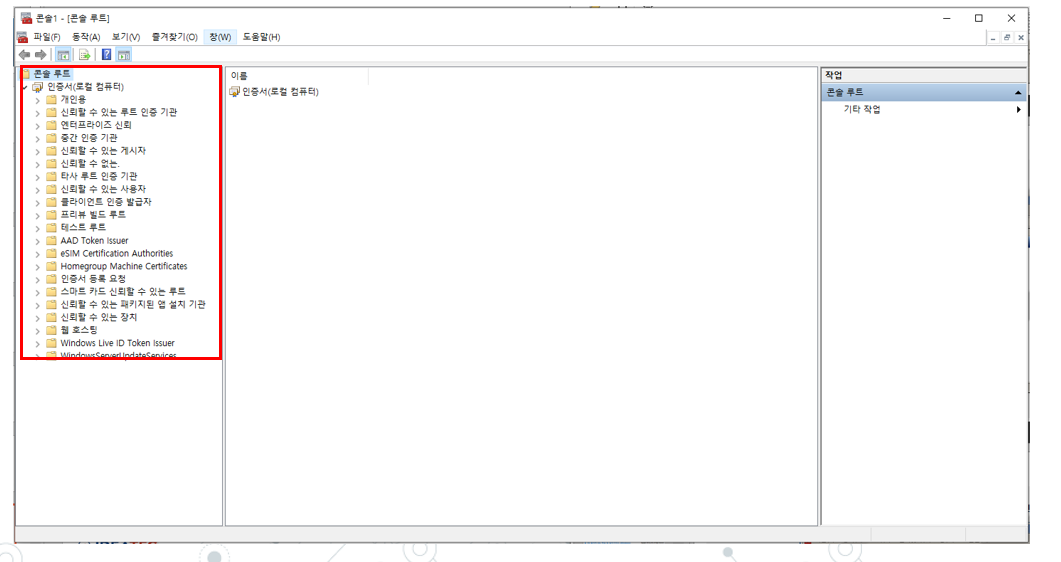 콘솔1 - [콘솔 루트]
파일(F) 동작(A) 보기(V) 즐겨찾기(O) 창(W) 도움말(H)
콘솔 루트
인증서(로컬 컴퓨터)
개인용
신뢰할 수 있는 루트 인증 기관
엔터프라이즈 신뢰
중간 인증 기관
신뢰할 수 있는 게시자
신뢰할 수 없는.
타사 루트 인증 기관
신뢰할 수 있는 사용자
클라이언트 인증 발급자
프리뷰 빌드 루트
테스트 루트
AAD Token Issuer
eSIM Certification Authorities
Homegroup Machine Certificates
인증서 등록 요청
스마트 카드 신뢰할 수 있는 루트
신뢰할 수 있는 패키지된 앱 설치 기관
신뢰할 수 있는 장치
웹 호스팅
Windows Live ID Token Issuer
WindowsServerUpdateServices
이름
인증서(로컬 컴퓨터)
작업
콘솔 루트
기타 작업